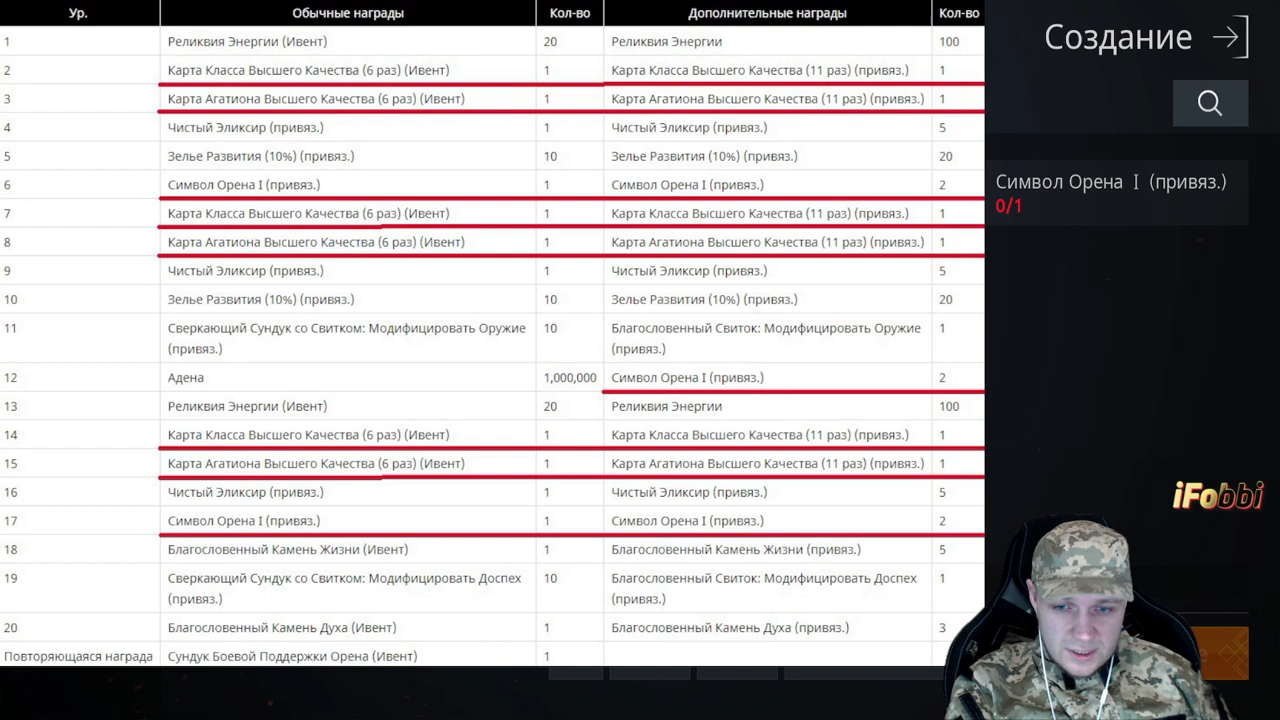 Ур. Обычные награды Кол-во Дополнительные награды Кол-во
1 Реликвия Энергии (Ивент) 20 Реликвия Энергии 100
2 Карта Класса Высшего Качества (6 раз) (Ивент) 1 Карта Класса Высшего Качества (11 раз) (привяз.) 1
3 Карта Агатиона Высшего Качества (6 раз) (Ивент) 1 Карта Агатиона Высшего Качества (11 раз) (привяз.) 1
4 Чистый Эликсир (привяз.) 1 Чистый Эликсир (привяз.) 5
5 Зелье Развития (10%) (привяз.) 10 Зелье Развития (10%) (привяз.) 20
6 Символ Орена I (привяз.) 1 Символ Орена I (привяз.) 2
7 Карта Класса Высшего Качества (6 раз) (Ивент) 1 Карта Класса Высшего Качества (11 раз) (привяз.) 1
8 Карта Агатиона Высшего Качества (6 раз) (Ивент) 1 Карта Агатиона Высшего Качества (11 раз) (привяз.) 1
9 Чистый Эликсир (привяз.) 1 Чистый Эликсир (привяз.) 5
10 Зелье Развития (10%) (привяз.) 10 Зелье Развития (10%) (привяз.) 20
11 Сверкающий Сундук со Свитком: Модифицировать Оружие 10 Благословенный Свиток: Модифицировать Оружие 1
(привяз.) (привяз.)
12 Адена 1,000,000 Символ Орена I (привяз.) 2
13 Реликвия Энергии (Ивент) 20 Реликвия Энергии 100
14 Карта Класса Высшего Качества (6 раз) (Ивент) 1 Карта Класса Высшего Качества (11 раз) (привяз.) 1
15 Карта Агатиона Высшего Качества (6 раз) (Ивент) 1 Карта Агатиона Высшего Качества (11 раз) (привяз.) 1
16 Чистый Эликсир (привяз.) 1 Чистый Эликсир (привяз.) 5
17 Символ Орена I (привяз.) 1 Символ Орена I (привяз.) 2
18 Благословенный Камень Жизни (Ивент) 1 Благословенный Камень Жизни (привяз.) 5
19 Сверкающий Сундук со Свитком: Модифицировать Доспех 10 Благословенный Свиток: Модифицировать Доспех 1
(привяз.) (привяз.)
20 Благословенный Камень Духа (Ивент) 1 Благословенный Камень Духа (привяз.) 3
Повторяющаяся награда Сундук Боевой Поддержки Орена (Ивент) 1
Создание
Символ Орена I (привяз.)
0/1
iFobbi